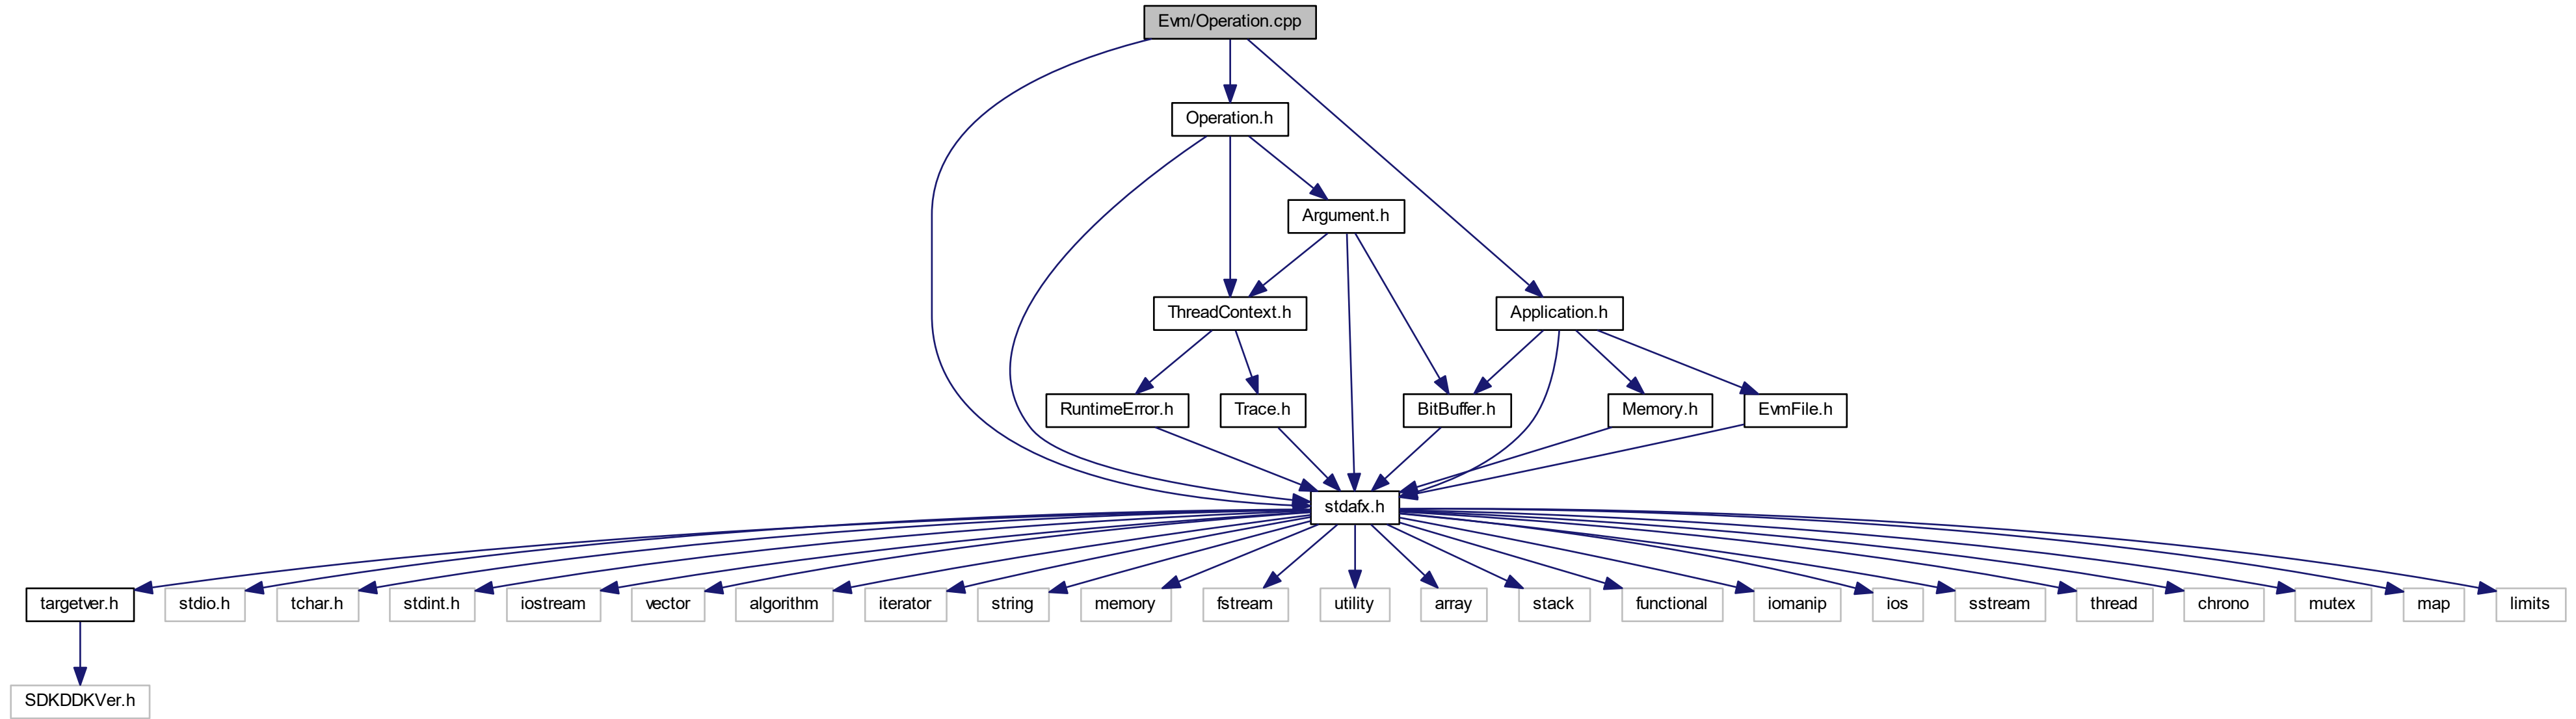 Evm/Operation.cpp
Operation.h
Argument.h
ThreadContext.h
Application.h
RuntimeError.h
Trace.h
BitBuffer.h
Memory.h
EvmFile.h
stdafx.h
targetver.h
stdio.h
tchar.h
stdint.h
iostream
vector
algorithm
iterator
string
memory
fstream
utility
array
stack
functional
iomanip
ios
sstream
thread
chrono
mutex
map
limits
SDKDDKVer.h